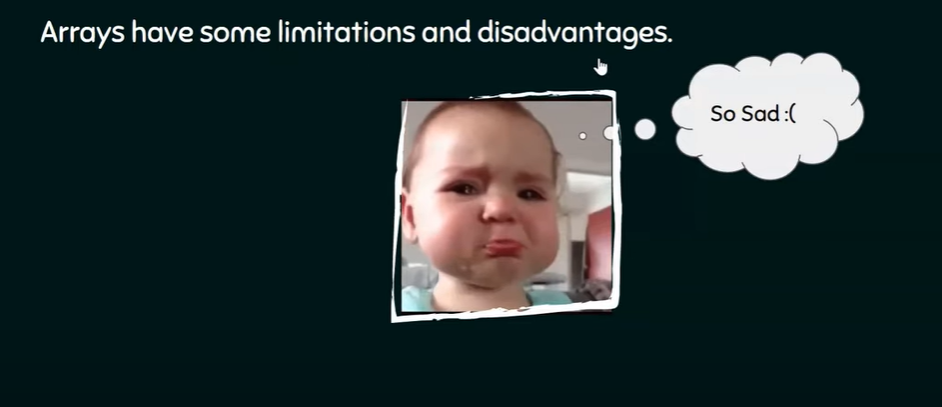 Arrays have some limitations and disadvantages.
So Sad :(